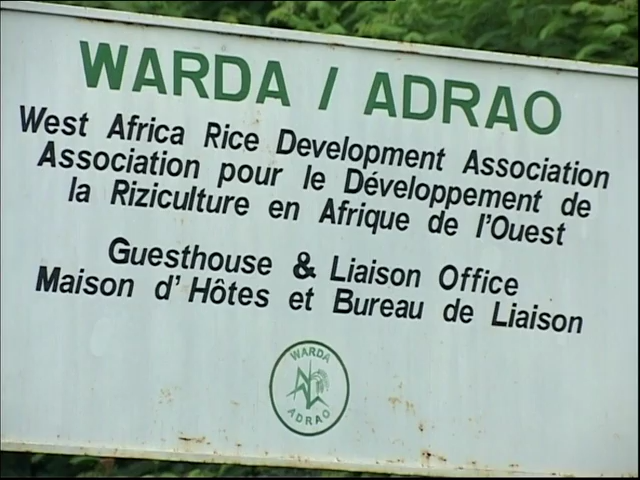 WARDA / ADRAO
West Africa Rice Development Association
Association pour le Développement de
la Riziculture en Afrique de l'Ouest
Guesthouse & Liaison Office
Maison d'Hôtes et Bureau de Liaison
WARDA
ADRAO